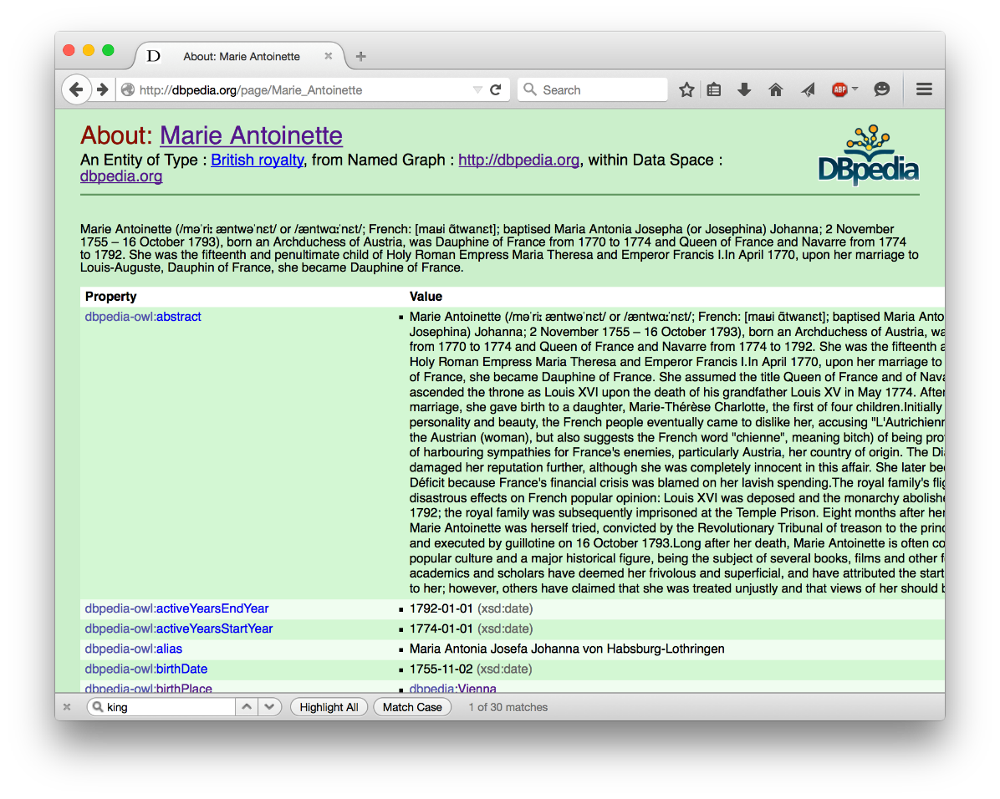 D About: Marie Antoinette
http://dbpedia.org/page/Marie_Antoinette Search ABP
About: Marie Antoinette
An Entity of Type : British royalty, from Named Graph : http://dbpedia.org, within Data Space :
dbpedia.org
DBpedia
Marie Antoinette (/məˈriː æntwəˈnɛt/ or /æntwɑːˈnɛt/; French: [maʁi ɑ̃twanɛt]; baptised Maria Antonia Josepha (or Josephina) Johanna; 2 November
1755 – 16 October 1793), born an Archduchess of Austria, was Dauphine of France from 1770 to 1774 and Queen of France and Navarre from 1774
to 1792. She was the fifteenth and penultimate child of Holy Roman Empress Maria Theresa and Emperor Francis I.In April 1770, upon her marriage to
Louis-Auguste, Dauphin of France, she became Dauphine of France.
Property Value
dbpedia-owl:abstract
Marie Antoinette (/məˈriː æntwəˈnɛt/ or /æntwɑːˈnɛt/; French: [maʁi ɑ̃twanɛt]; baptised Maria Anto
Josephina) Johanna; 2 November 1755 – 16 October 1793), born an Archduchess of Austria, wa
from 1770 to 1774 and Queen of France and Navarre from 1774 to 1792. She was the fifteenth a
Holy Roman Empress Maria Theresa and Emperor Francis I.In April 1770, upon her marriage to
of France, she became Dauphine of France. She assumed the title Queen of France and of Nava
ascended the throne as Louis XVI upon the death of his grandfather Louis XV in May 1774. After
marriage, she gave birth to a daughter, Marie-Thérèse Charlotte, the first of four children.Initially
personality and beauty, the French people eventually came to dislike her, accusing "L'Autrichienn
the Austrian (woman), but also suggests the French word "chienne", meaning bitch) of being pro
of harbouring sympathies for France's enemies, particularly Austria, her country of origin. The Dia
damaged her reputation further, although she was completely innocent in this affair. She later bec
Déficit because France's financial crisis was blamed on her lavish spending.The royal family's flig
disastrous effects on French popular opinion: Louis XVI was deposed and the monarchy abolishe
1792; the royal family was subsequently imprisoned at the Temple Prison. Eight months after her
Marie Antoinette was herself tried, convicted by the Revolutionary Tribunal of treason to the princ
and executed by guillotine on 16 October 1793.Long after her death, Marie Antoinette is often co
popular culture and a major historical figure, being the subject of several books, films and other f
academics and scholars have deemed her frivolous and superficial, and have attributed the start
to her; however, others have claimed that she was treated unjustly and that views of her should b
dbpedia-owl:activeYearsEndYear 1792-01-01 (xsd:date)
dbpedia-owl:activeYearsStartYear 1774-01-01 (xsd:date)
dbpedia-owl:alias Maria Antonia Josefa Johanna von Habsburg-Lothringen
dbpedia-owl:birthDate 1755-11-02 (xsd:date)
dbpedia-owl:birthPlace dbpedia:Vienna
king Highlight All Match Case 1 of 30 matches